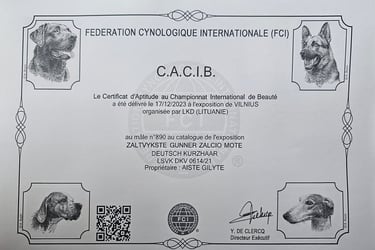 FEDERATION CYNOLOGIQUE INTERNATIONALE (FCI)
C.A.C.I.B.
Le Certificat d'Aptitude au Championnat International de Beauté
a été délivré le 17/12/2023 à l'exposition de VILNIUS
organisée par LKD (LITUANIE)
au mâle n°890 au catalogue de l'exposition
ZALTVYKSTE GUNNER ZALCIO MOTE
DEUTSCH KURZHAAR
LSVK DKV 0614/21
Propriétaire : AISTE GILYTE
FCI
Y. DE CLERCQ
Directeur Exécutif